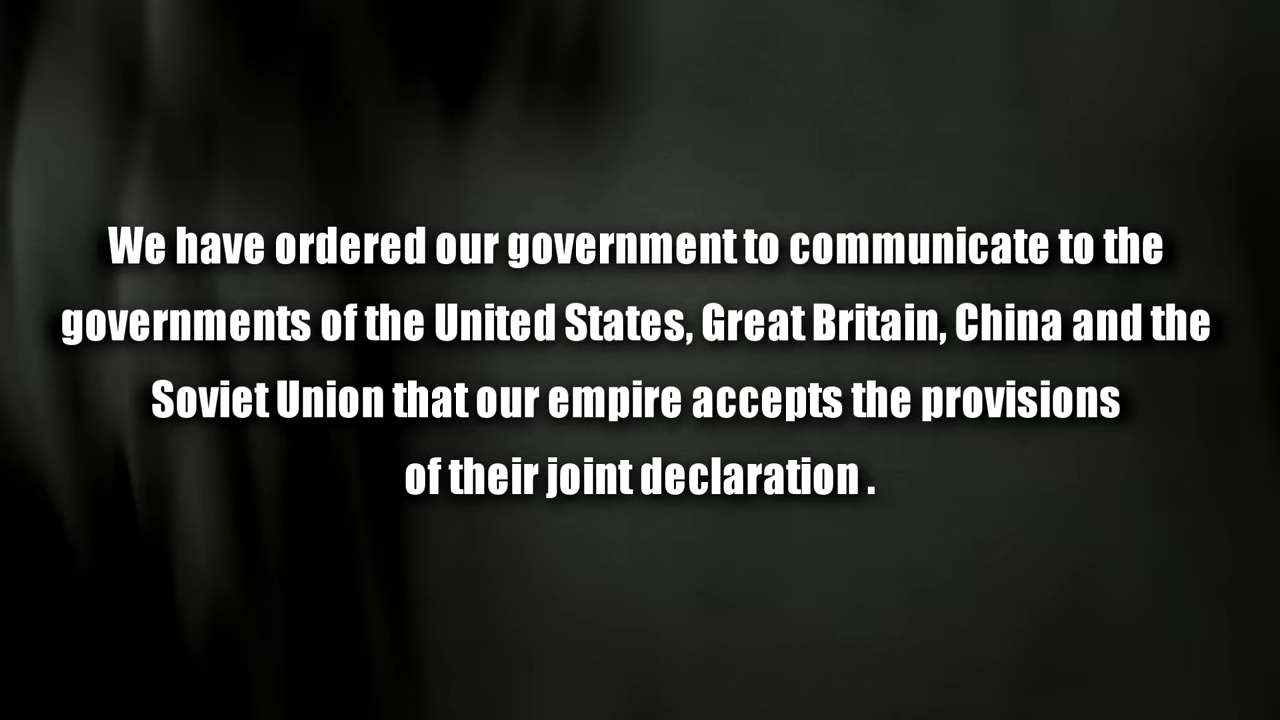 We have ordered our government to communicate to the
governments of the United States, Great Britain, China and the
Soviet Union that our empire accepts the provisions
of their joint declaration .